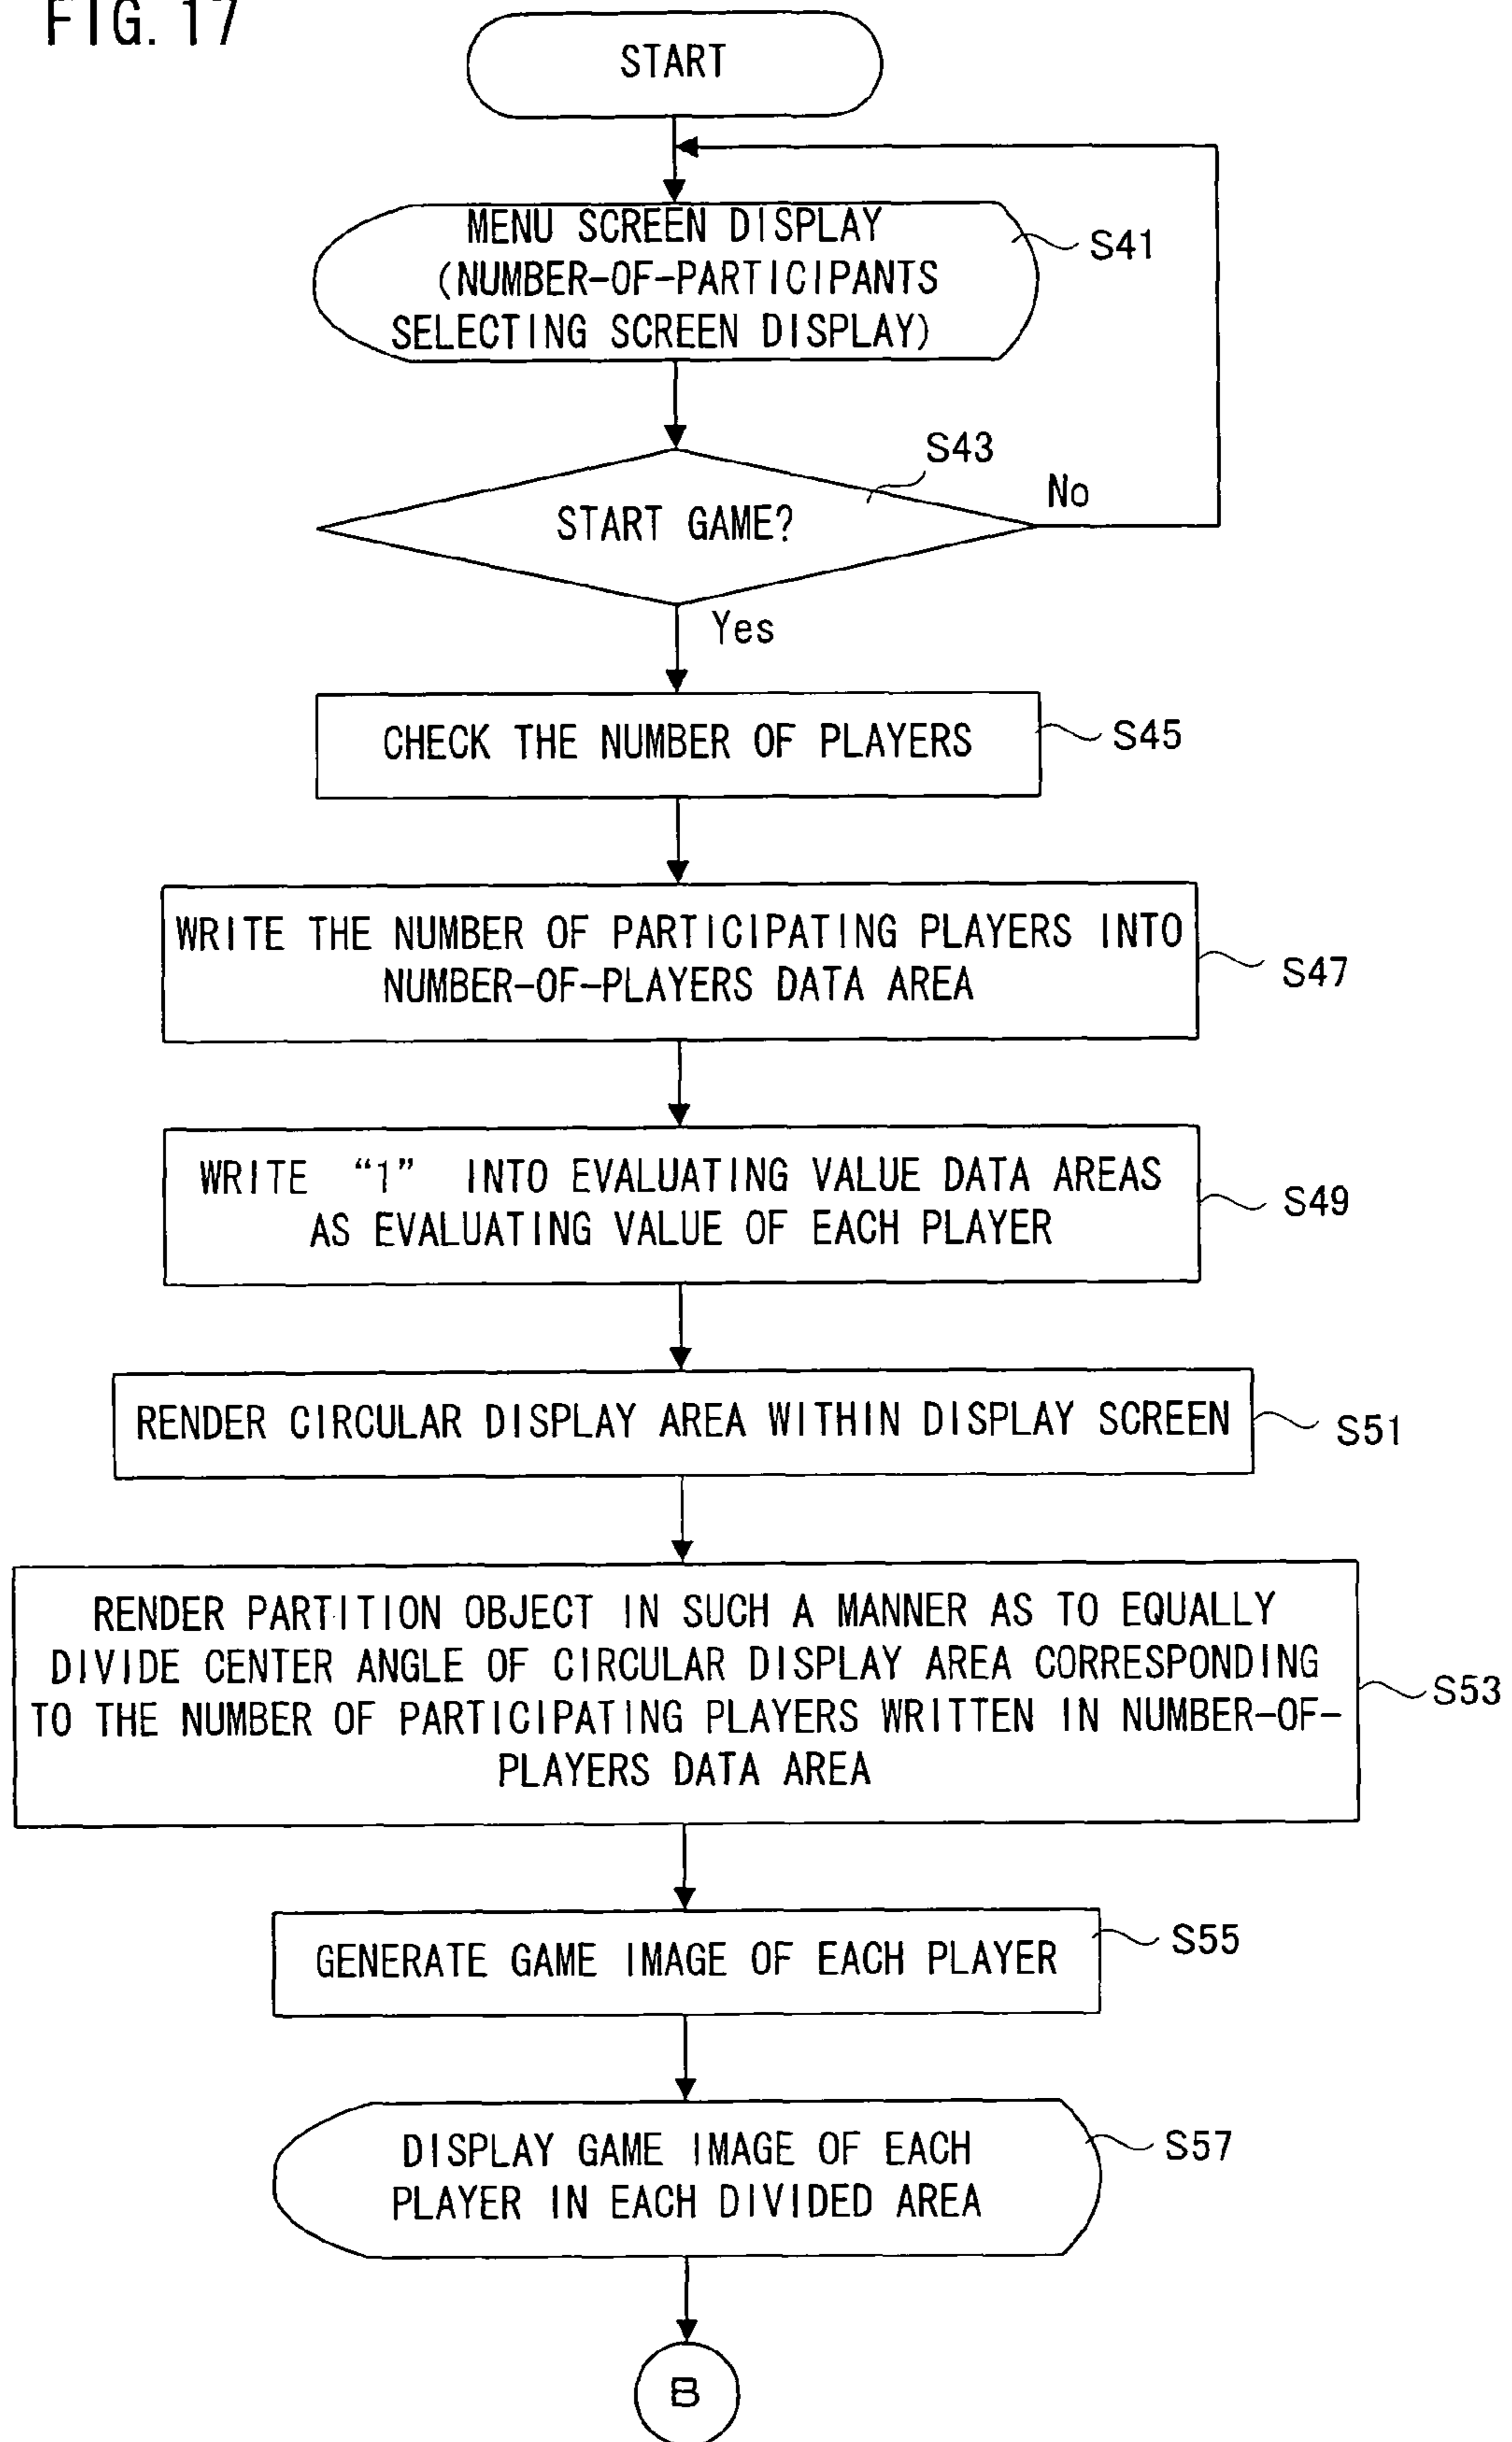 FIG. 17
START
MENU SCREEN DISPLAY
(NUMBER-OF-PARTICIPANTS
SELECTING SCREEN DISPLAY)
S41
S43
START GAME?
No
Yes
CHECK THE NUMBER OF PLAYERS
S45
WRITE THE NUMBER OF PARTICIPATING PLAYERS INTO
NUMBER-OF-PLAYERS DATA AREA
S47
WRITE “1” INTO EVALUATING VALUE DATA AREAS
AS EVALUATING VALUE OF EACH PLAYER
S49
RENDER CIRCULAR DISPLAY AREA WITHIN DISPLAY SCREEN
S51
RENDER PARTITION OBJECT IN SUCH A MANNER AS TO EQUALLY
DIVIDE CENTER ANGLE OF CIRCULAR DISPLAY AREA CORRESPONDING
TO THE NUMBER OF PARTICIPATING PLAYERS WRITTEN IN NUMBER-OF-
PLAYERS DATA AREA
S53
GENERATE GAME IMAGE OF EACH PLAYER
S55
DISPLAY GAME IMAGE OF EACH
PLAYER IN EACH DIVIDED AREA
S57
B